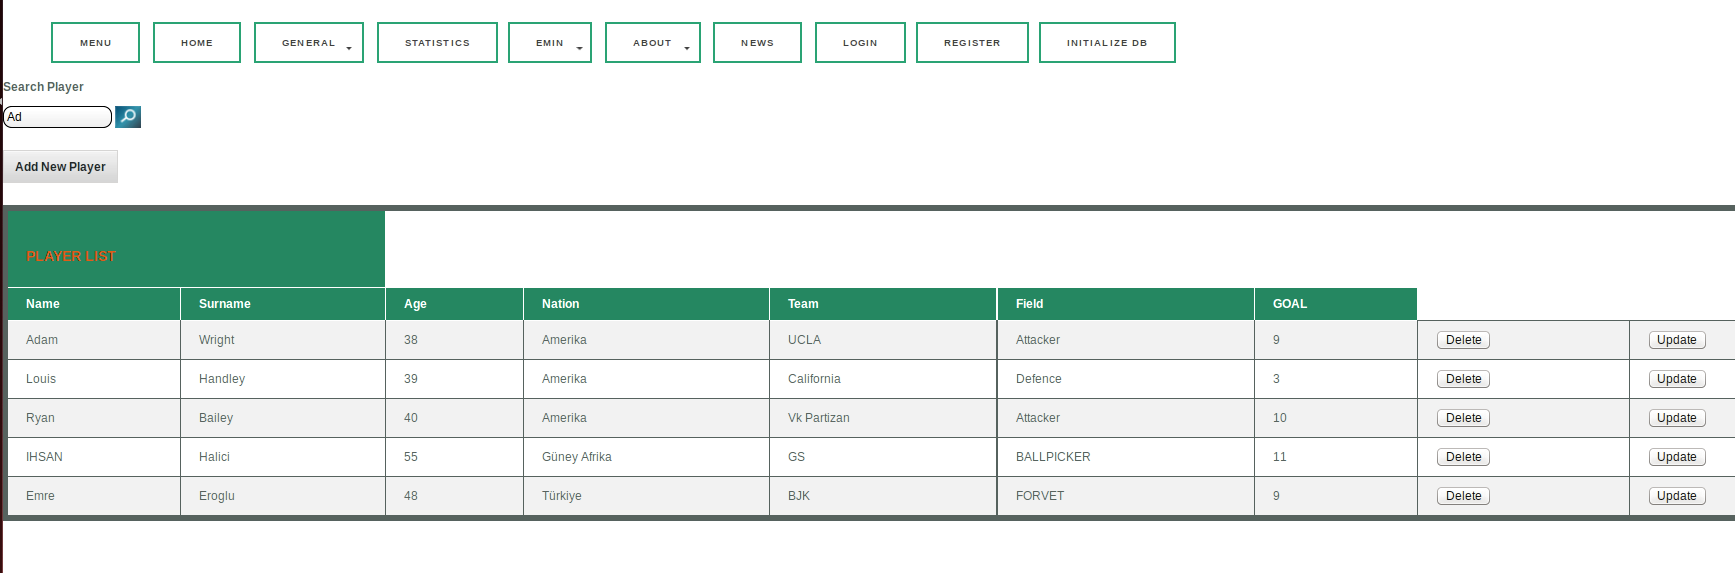 MENU HOME GENERAL STATISTICS EMIN ABOUT NEWS LOGIN REGISTER INITIALIZE DB
Search Player
Ad
Add New Player
PLAYER LIST
Name Surname Age Nation Team Field GOAL
Adam Wright 38 Amerika UCLA Attacker 9 Delete Update
Louis Handley 39 Amerika California Defence 3 Delete Update
Ryan Bailey 40 Amerika Vk Partizan Attacker 10 Delete Update
IHSAN Halici 55 Güney Afrika GS BALLPICKER 11 Delete Update
Emre Eroglu 48 Türkiye BJK FORVET 9 Delete Update